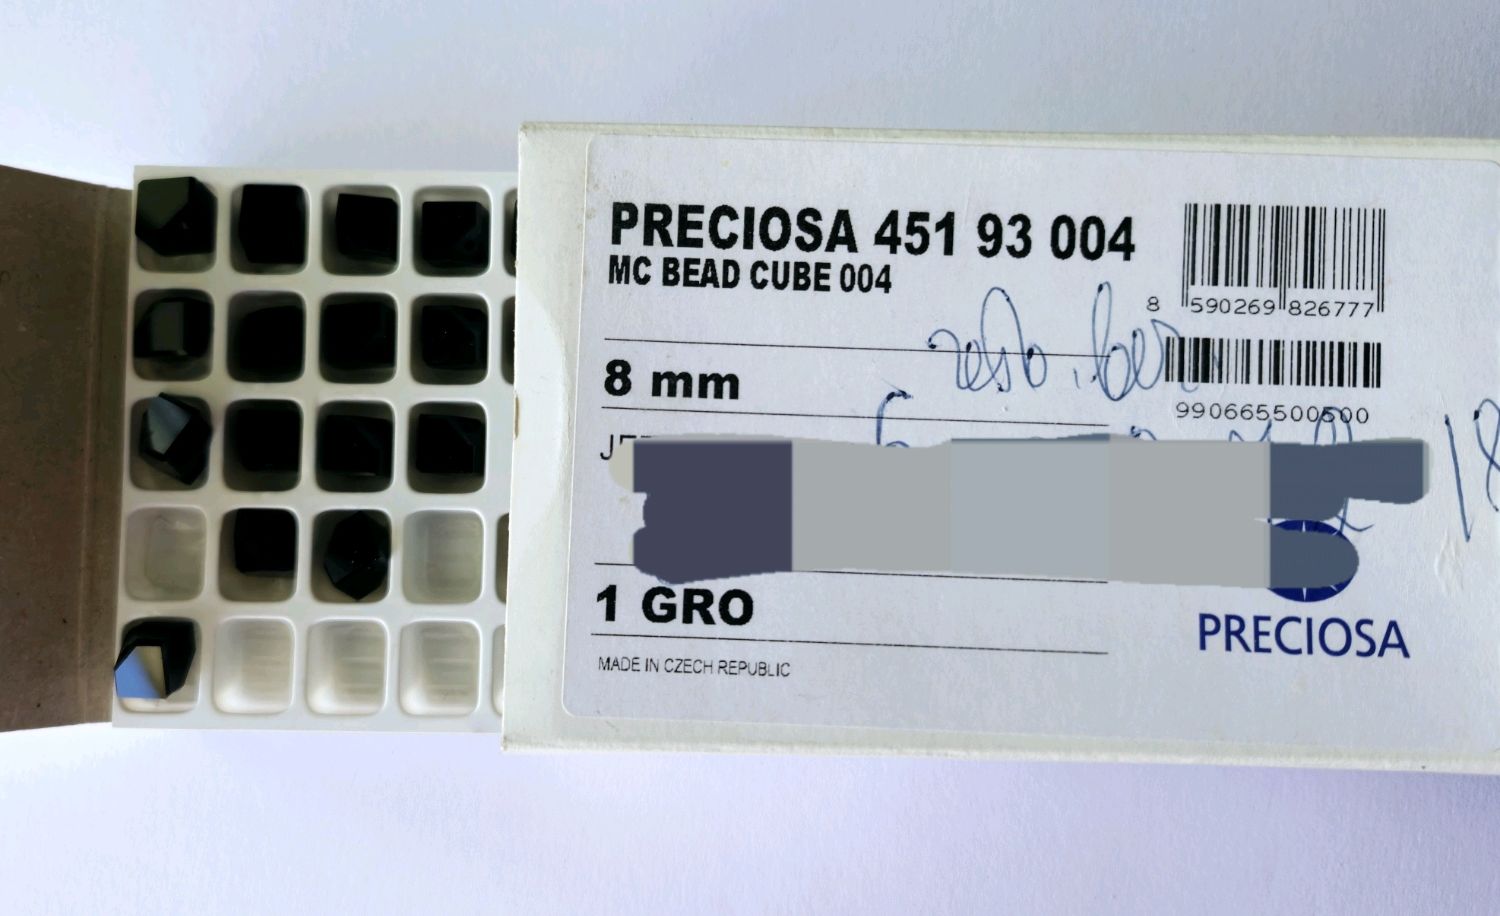 PRECIOSA 451 93 004
MC BEAD CUBE 004
8 590269 826777
8 mm
990665500500
18
1 GRO
PRECIOSA
MADE IN CZECH REPUBLIC